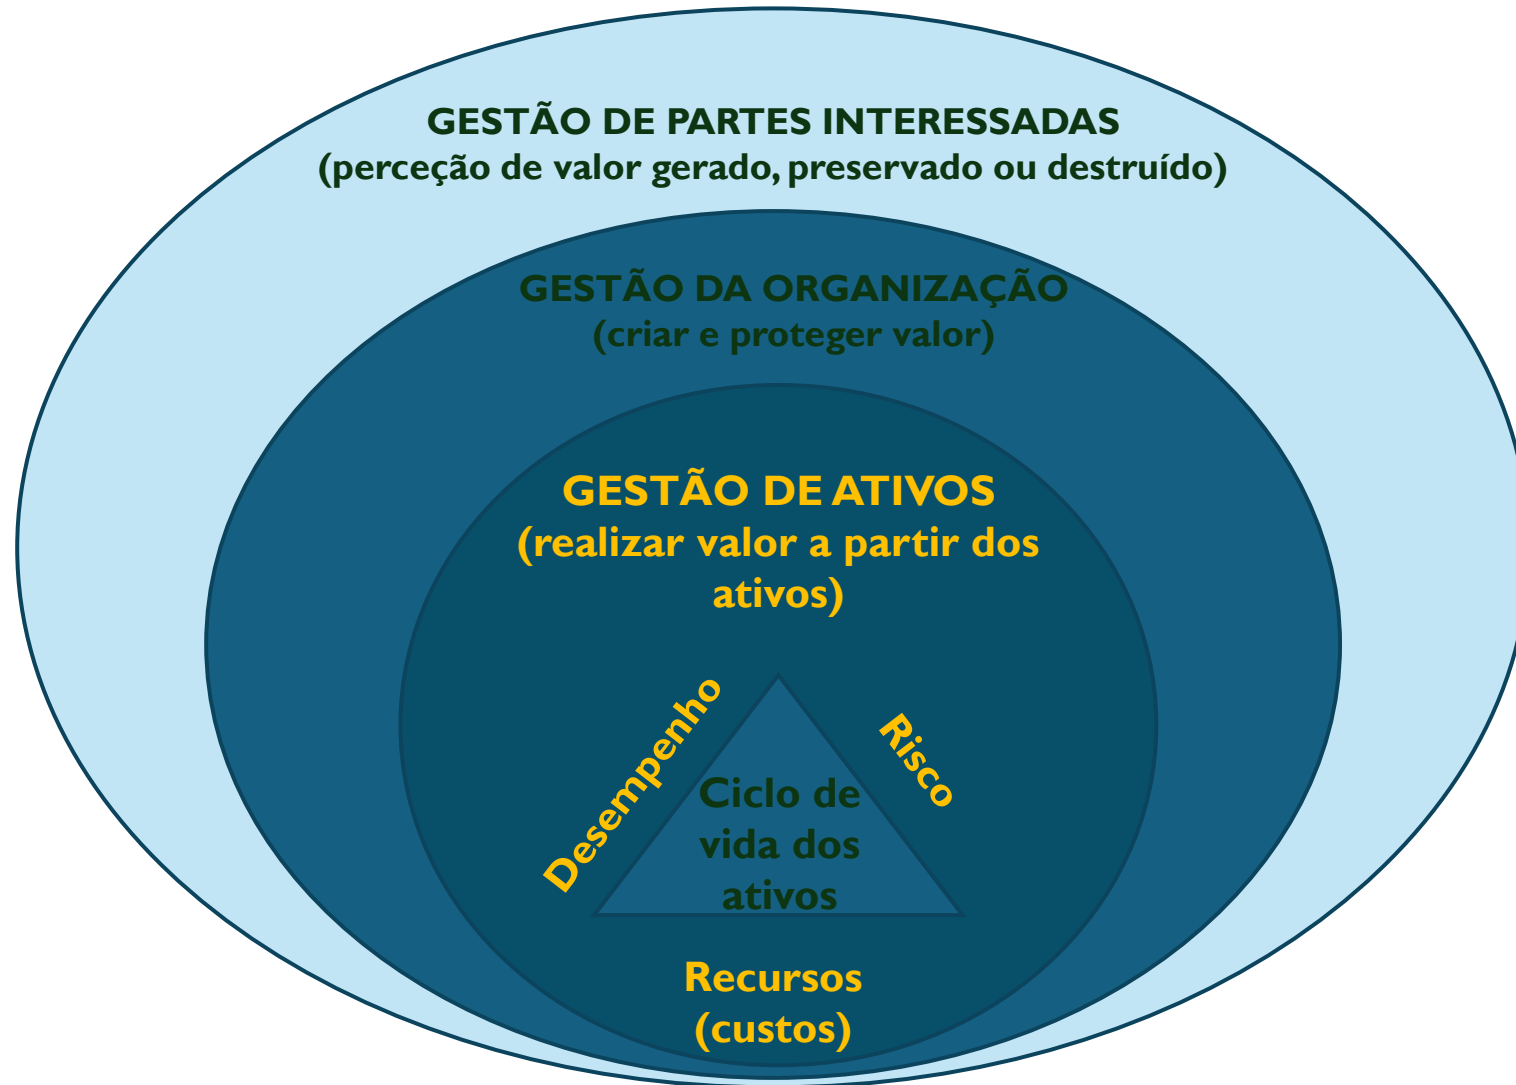 GESTÃO DE PARTES INTERESSADAS
(perceção de valor gerado, preservado ou destruído)
GESTÃO DA ORGANIZAÇÃO
(criar e proteger valor)
GESTÃO DE ATIVOS
(realizar valor a partir dos
ativos)
Desempenho
Risco
Ciclo de
vida dos
ativos
Recursos
(custos)